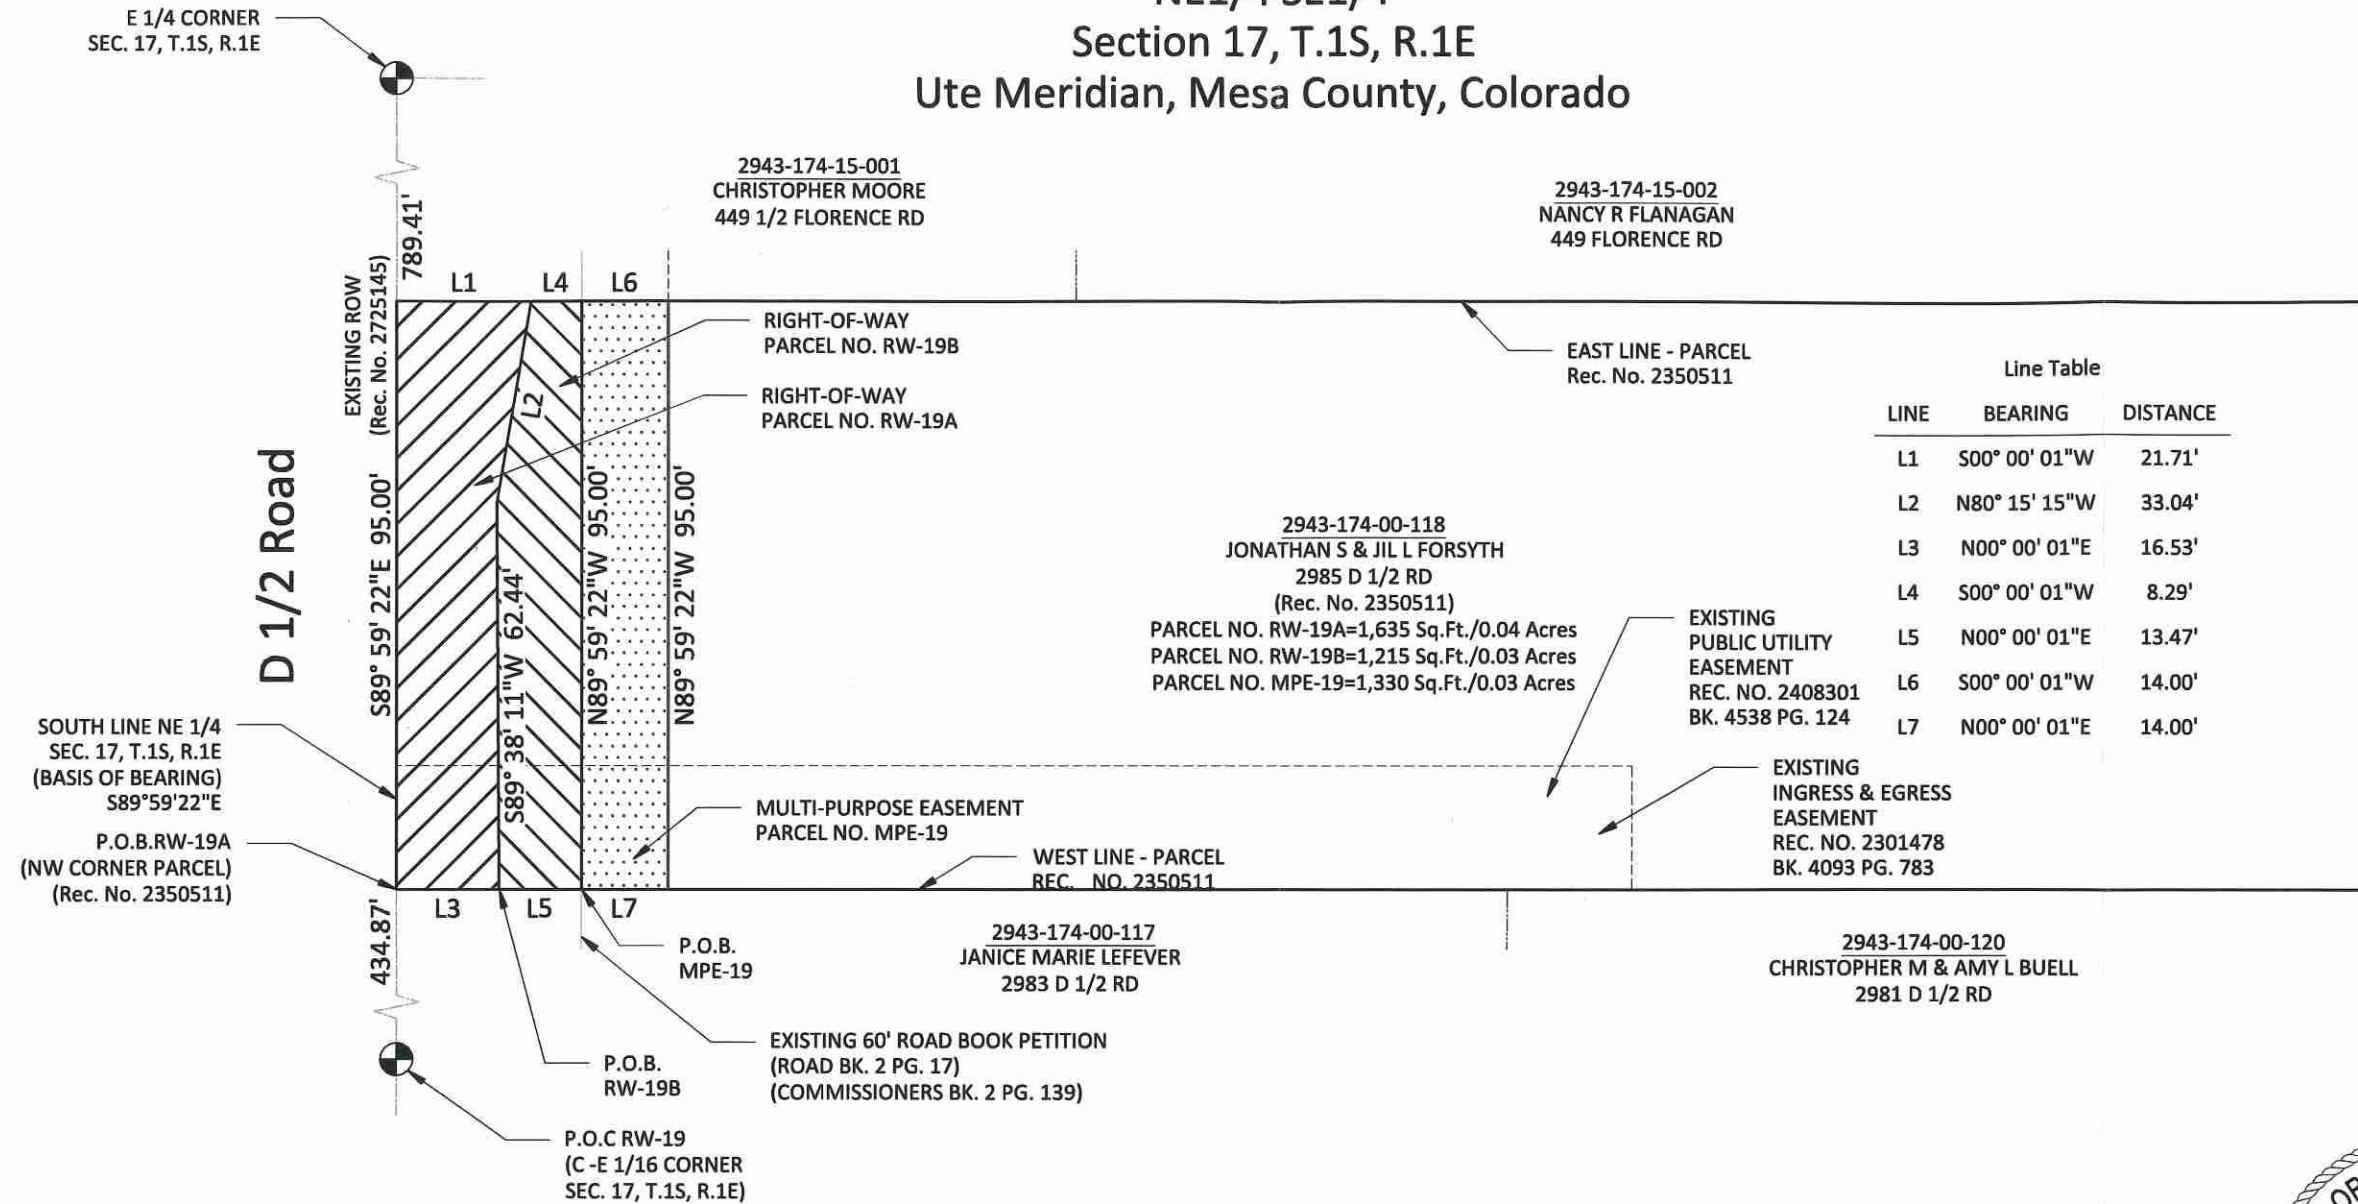 Section 17, T.1S, R.1E
Ute Meridian, Mesa County, Colorado
E 1/4 CORNER
SEC. 17, T.1S, R.1E
789.41'
EXISTING ROW
(Rec. No. 2725145)
2943-174-15-001
CHRISTOPHER MOORE
449 1/2 FLORENCE RD
2943-174-15-002
NANCY R FLANAGAN
449 FLORENCE RD
L1
L4
L6
RIGHT-OF-WAY
PARCEL NO. RW-19B
RIGHT-OF-WAY
PARCEL NO. RW-19A
L2
EAST LINE - PARCEL
Rec. No. 2350511
Line Table
LINE BEARING DISTANCE
L1 S00° 00' 01"W 21.71'
L2 N80° 15' 15"W 33.04'
L3 N00° 00' 01"E 16.53'
L4 S00° 00' 01"W 8.29'
L5 N00° 00' 01"E 13.47'
L6 S00° 00' 01"W 14.00'
L7 N00° 00' 01"E 14.00'
D 1/2 Road
S89° 59' 22"E 95.00'
S89° 38' 11"W 62.44'
N89° 59' 22"W 95.00'
N89° 59' 22"W 95.00'
2943-174-00-118
JONATHAN S & JIL L FORSYTH
2985 D 1/2 RD
(Rec. No. 2350511)
PARCEL NO. RW-19A=1,635 Sq.Ft./0.04 Acres
PARCEL NO. RW-19B=1,215 Sq.Ft./0.03 Acres
PARCEL NO. MPE-19=1,330 Sq.Ft./0.03 Acres
EXISTING
PUBLIC UTILITY
EASEMENT
REC. NO. 2408301
BK. 4538 PG. 124
EXISTING
INGRESS & EGRESS
EASEMENT
REC. NO. 2301478
BK. 4093 PG. 783
SOUTH LINE NE 1/4
SEC. 17, T.1S, R.1E
(BASIS OF BEARING)
S89°59'22"E
P.O.B.RW-19A
(NW CORNER PARCEL)
(Rec. No. 2350511)
MULTI-PURPOSE EASEMENT
PARCEL NO. MPE-19
WEST LINE - PARCEL
REC. NO. 2350511
L3
L5
L7
434.87'
P.O.B.
MPE-19
2943-174-00-117
JANICE MARIE LEFEVER
2983 D 1/2 RD
2943-174-00-120
CHRISTOPHER M & AMY L BUELL
2981 D 1/2 RD
EXISTING 60' ROAD BOOK PETITION
(ROAD BK. 2 PG. 17)
(COMMISSIONERS BK. 2 PG. 139)
P.O.B.
RW-19B
P.O.C RW-19
(C -E 1/16 CORNER
SEC. 17, T.1S, R.1E)